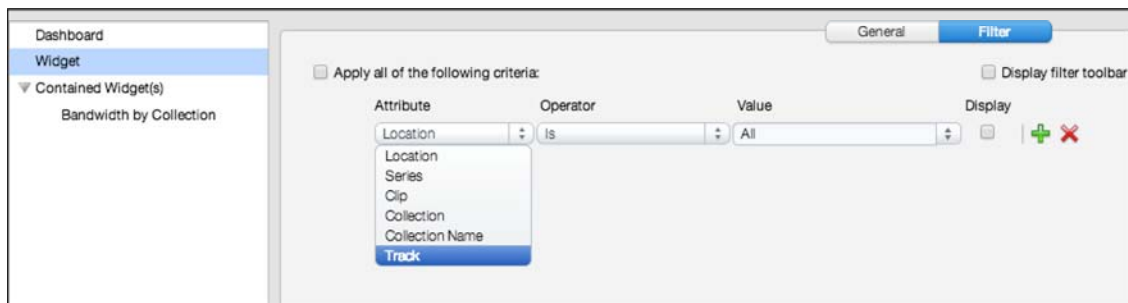 Dashboard
Widget
Contained Widget(s)
Bandwidth by Collection
General Filter
Apply all of the following criteria: Display filter toolbar
Attribute Operator Value Display
Location Is All
Location
Series
Clip
Collection
Collection Name
Track